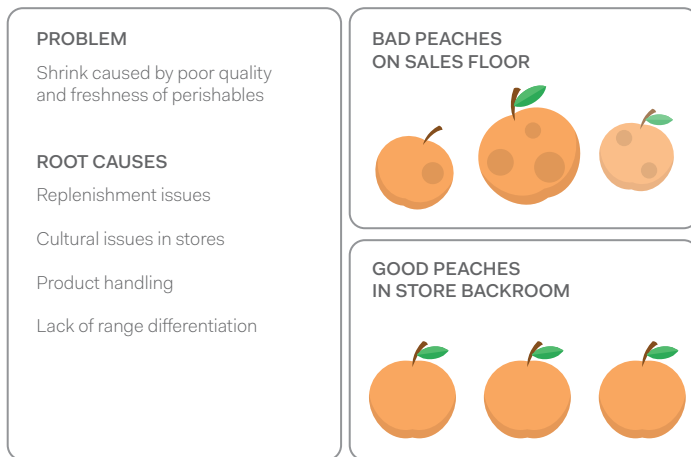 PROBLEM
Shrink caused by poor quality
and freshness of perishables
ROOT CAUSES
Replenishment issues
Cultural issues in stores
Product handling
Lack of range differentiation
BAD PEACHES
ON SALES FLOOR
GOOD PEACHES
IN STORE BACKROOM